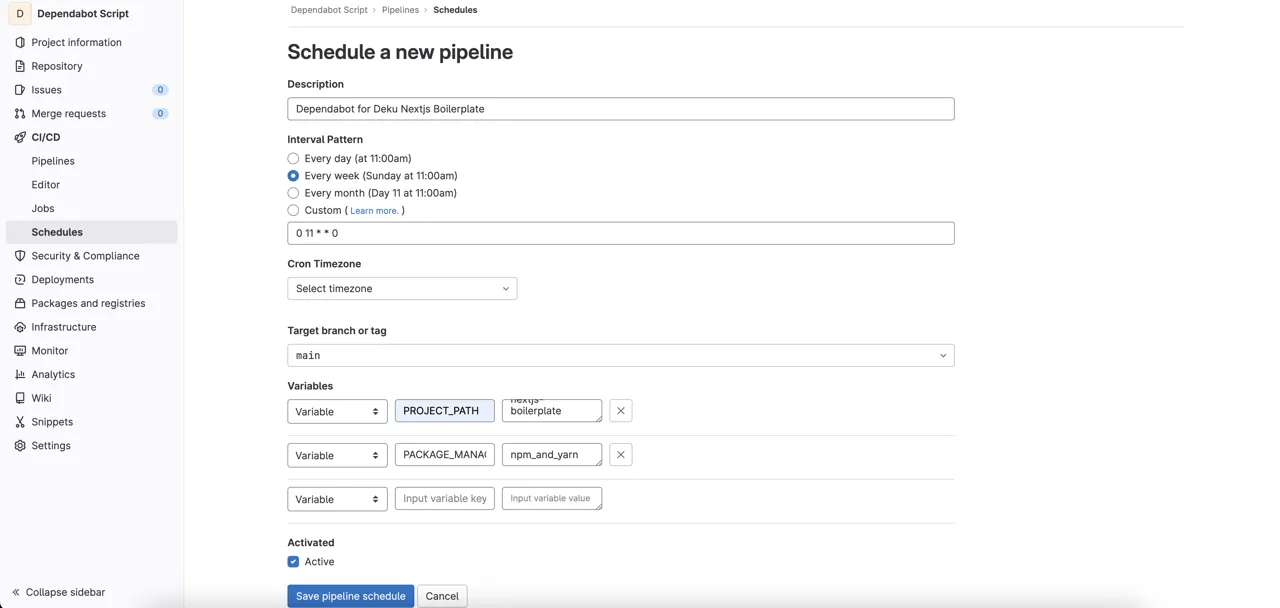 D Dependabot Script
Project information
Repository
Issues 0
Merge requests 0
CI/CD
Pipelines
Editor
Jobs
Schedules
Security & Compliance
Deployments
Packages and registries
Infrastructure
Monitor
Analytics
Wiki
Snippets
Settings
Collapse sidebar
Dependabot Script › Pipelines › Schedules
Schedule a new pipeline
Description
Dependabot for Deku Nextjs Boilerplate
Interval Pattern
Every day (at 11:00am)
Every week (Sunday at 11:00am)
Every month (Day 11 at 11:00am)
Custom ( Learn more. )
0 11 * * 0
Cron Timezone
Select timezone
Target branch or tag
main
Variables
Variable PROJECT_PATH nextjs-
boilerplate
Variable PACKAGE_MANA npm_and_yarn
Variable Input variable key Input variable value
Activated
Active
Save pipeline schedule Cancel